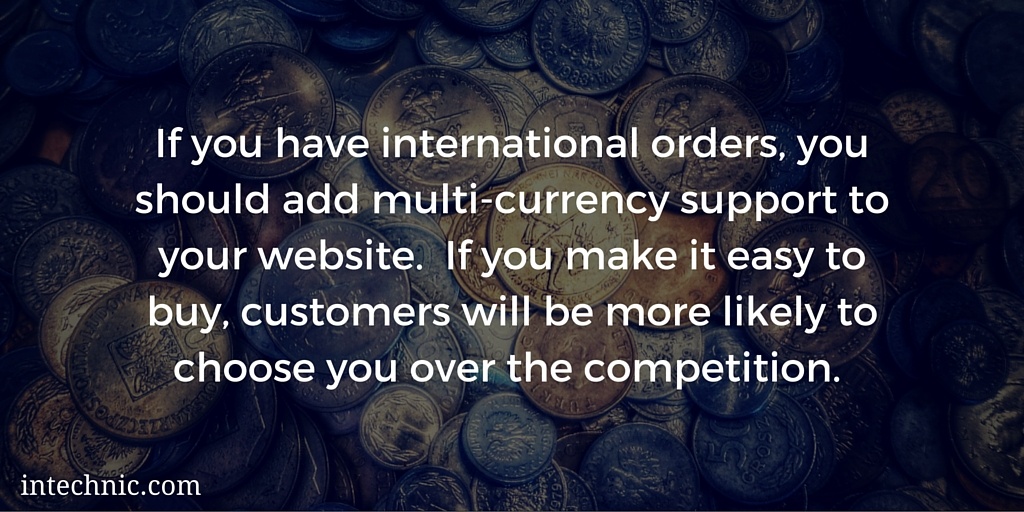 If you have international orders, you
should add multi-currency support to
your website.  If you make it easy to
buy, customers will be more likely to
choose you over the competition.
intechnic.com